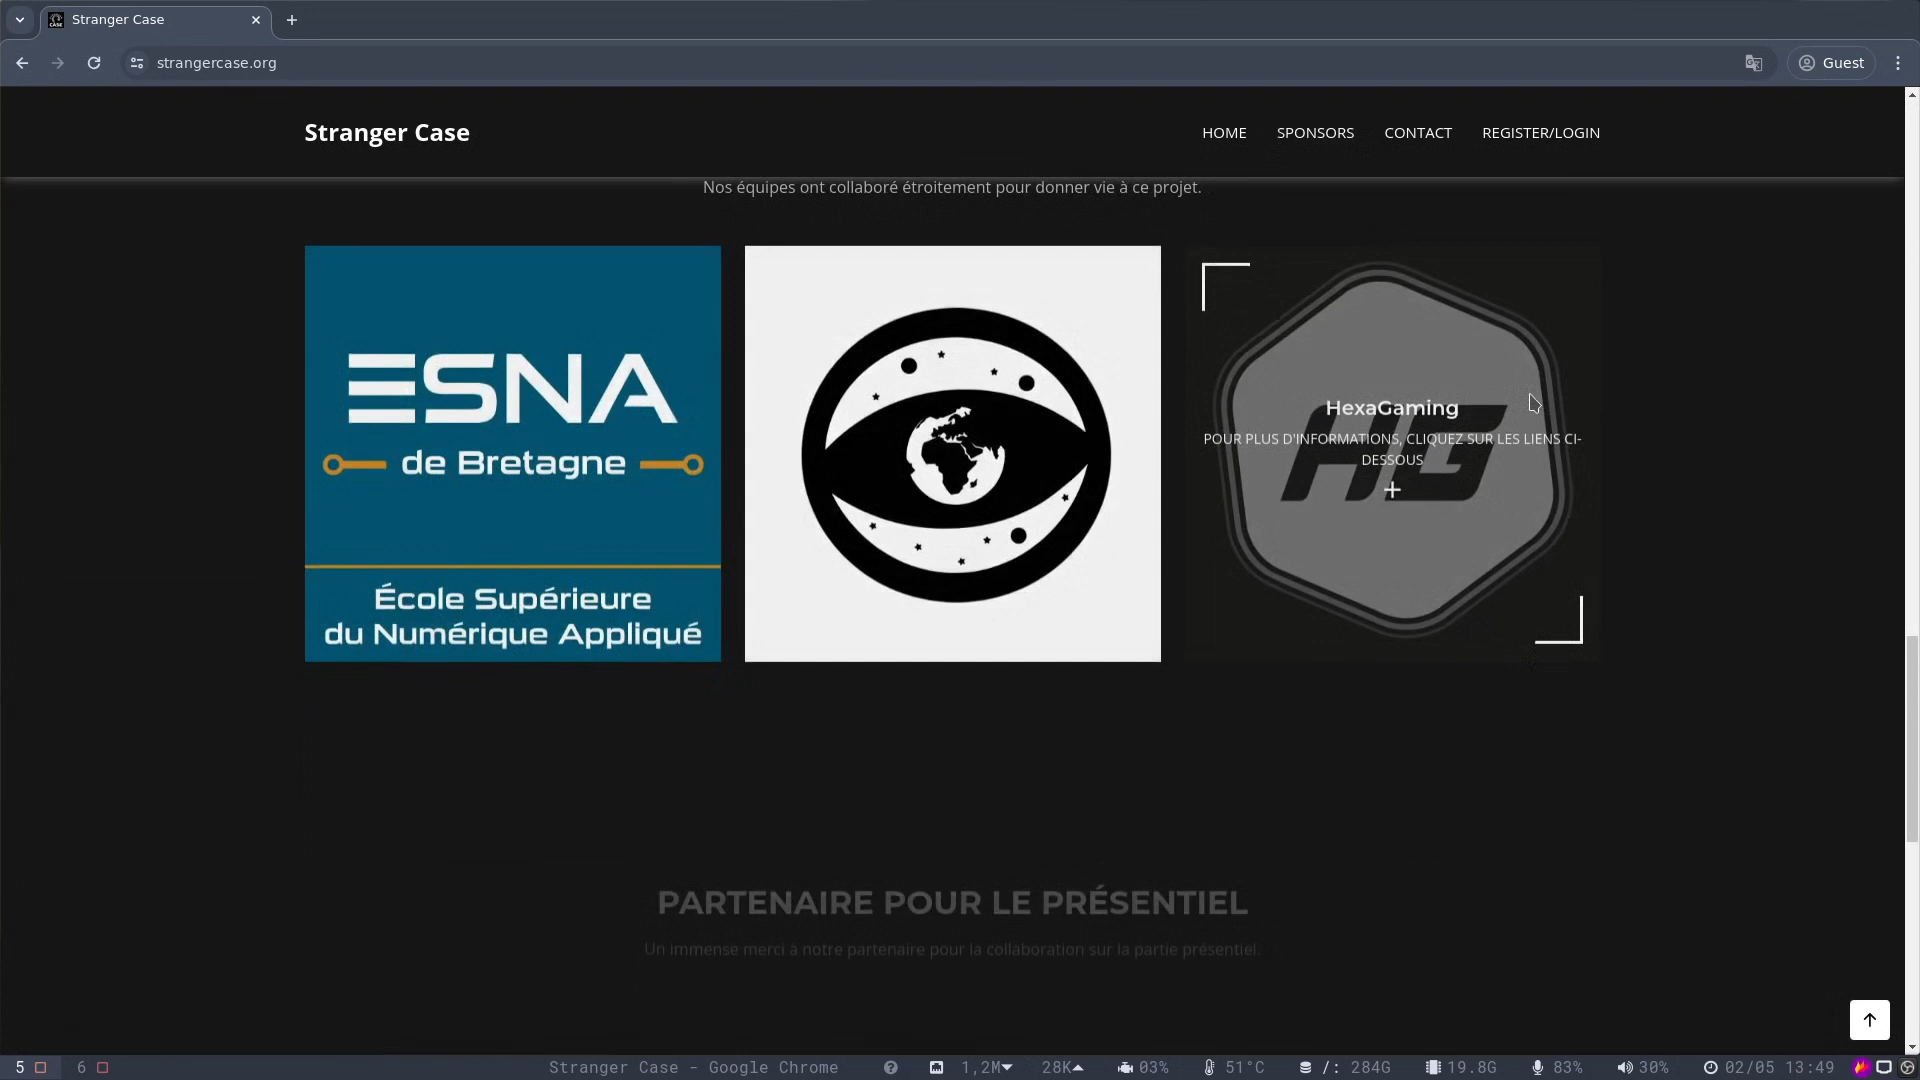 Stranger Case
strangercase.org
Guest
Stranger Case
HOME
SPONSORS
CONTACT
REGISTER/LOGIN
Nos équipes ont collaboré étroitement pour donner vie à ce projet.
ESNA
de Bretagne
École Supérieure
du Numérique Appliqué
HexaGaming
POUR PLUS D'INFORMATIONS, CLIQUEZ SUR LES LIENS CI-
DESSOUS
+
HG
PARTENAIRE POUR LE PRÉSENTIEL
Un immense merci à notre partenaire pour la collaboration sur la partie présentiel.
5
6
Stranger Case - Google Chrome
1,2M
28K
03%
51°C
/: 284G
19.8G
83%
30%
02/05 13:49